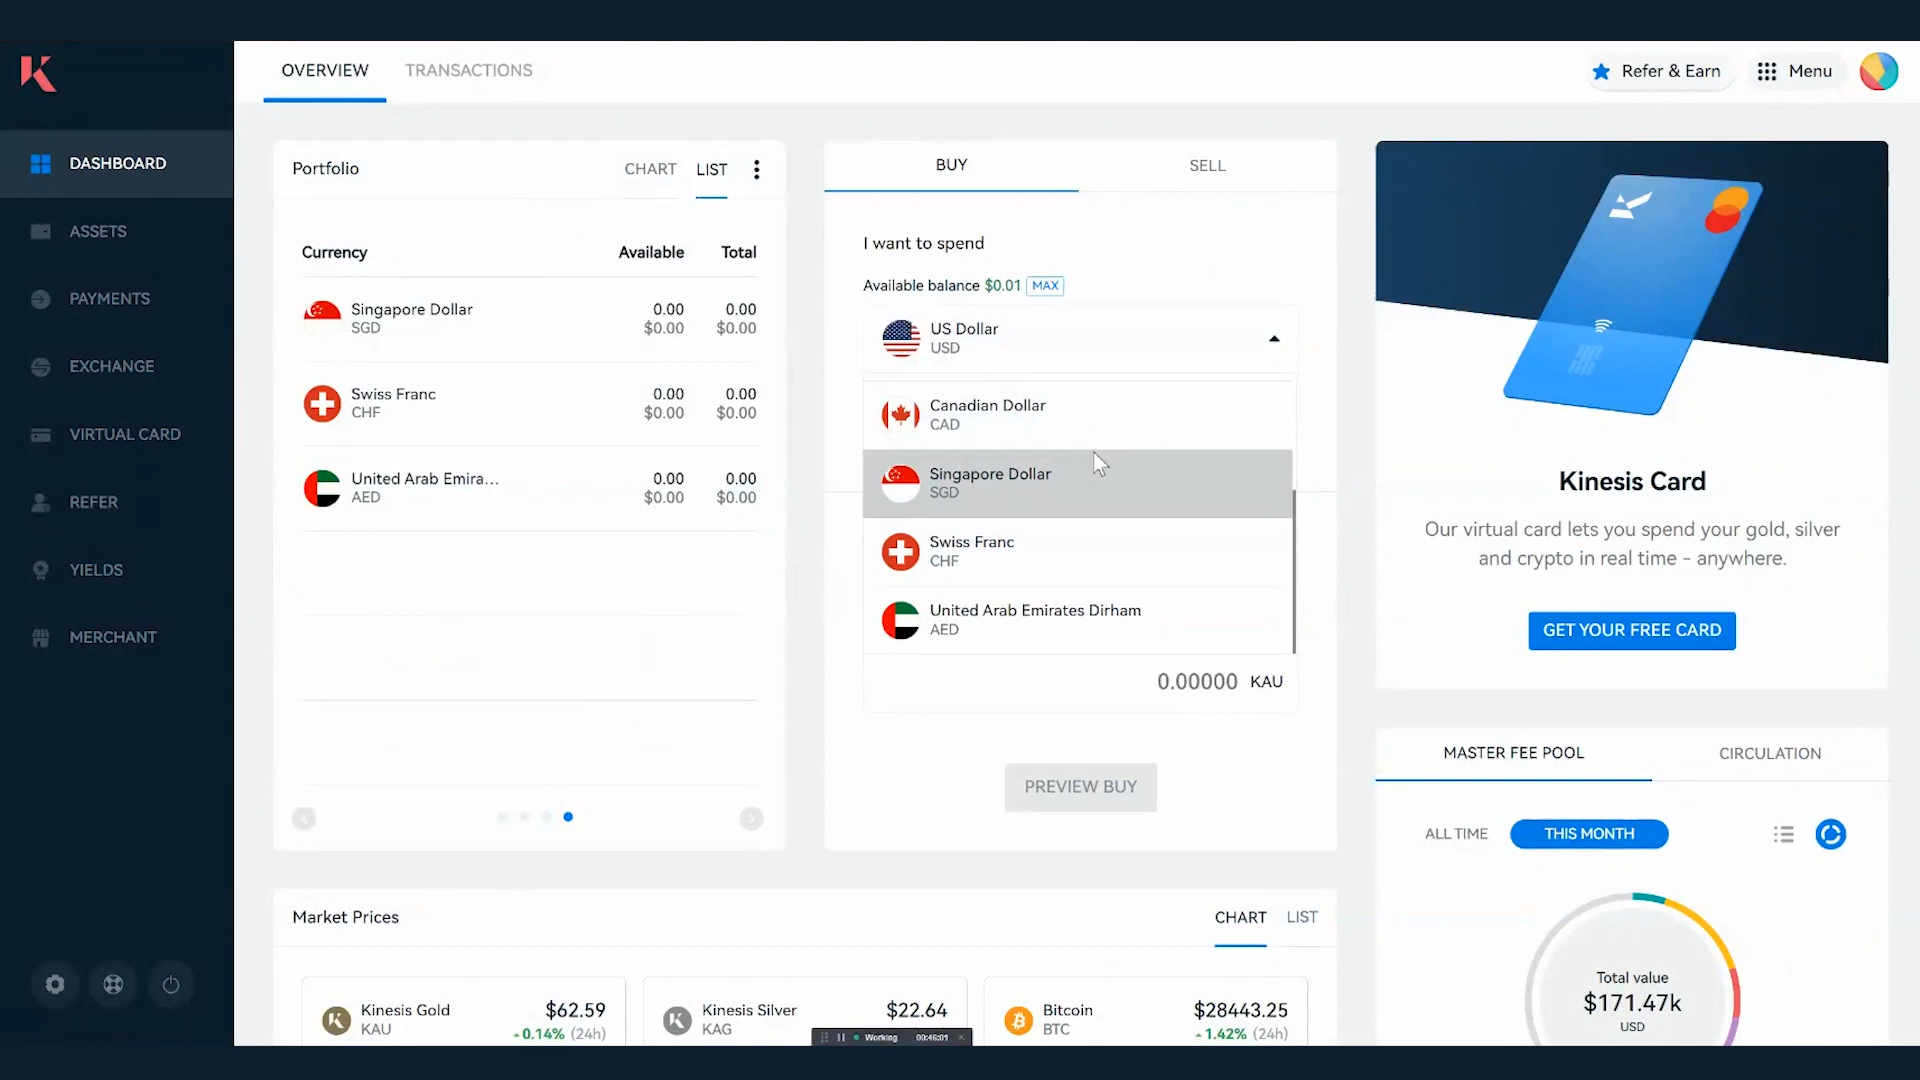 OVERVIEW TRANSACTIONS
Refer & Earn Menu
DASHBOARD
ASSETS
PAYMENTS
EXCHANGE
VIRTUAL CARD
REFER
YIELDS
MERCHANT
Portfolio CHART LIST
Currency Available Total
Singapore Dollar 0.00 0.00
SGD $0.00 $0.00
Swiss Franc 0.00 0.00
CHF $0.00 $0.00
United Arab Emira... 0.00 0.00
AED $0.00 $0.00
BUY SELL
I want to spend
Available balance $0.01 MAX
US Dollar
USD
Canadian Dollar
CAD
Singapore Dollar
SGD
Swiss Franc
CHF
United Arab Emirates Dirham
AED
0.00000 KAU
PREVIEW BUY
Kinesis Card
Our virtual card lets you spend your gold, silver
and crypto in real time - anywhere.
GET YOUR FREE CARD
MASTER FEE POOL CIRCULATION
ALL TIME THIS MONTH
Total value
$171.47k
USD
Market Prices CHART LIST
Kinesis Gold $62.59
KAU 0.14% (24h)
Kinesis Silver $22.64
KAG
Bitcoin $28443.25
BTC 1.42% (24h)
Working 00:46:01